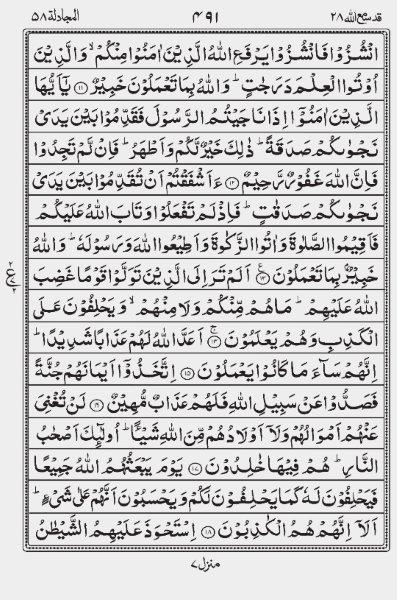 قد سمع الله ٢٨
٤٩١
المجادلة ٥٨
انْشُزُوْا فَانْشُزُوْا يَرْفَعِ اللّٰهُ الَّذِيْنَ اٰمَنُوْا مِنْكُمْ ۙ وَالَّذِيْنَ
اُوْتُوا الْعِلْمَ دَرَجٰتٍ ؕ وَاللّٰهُ بِمَا تَعْمَلُوْنَ خَبِيْرٌ ﴿۱۱﴾ يٰۤاَيُّهَا
الَّذِيْنَ اٰمَنُوْۤا اِذَا نَاجَيْتُمُ الرَّسُوْلَ فَقَدِّمُوْا بَيْنَ يَدَىْ
نَجْوٰىكُمْ صَدَقَةً ؕ ذٰلِكَ خَيْرٌ لَّكُمْ وَاَطْهَرُ ؕ فَاِنْ لَّمْ تَجِدُوْا
فَاِنَّ اللّٰهَ غَفُوْرٌ رَّحِيْمٌ ﴿۱۲﴾ ءَاَشْفَقْتُمْ اَنْ تُقَدِّمُوْا بَيْنَ يَدَىْ
نَجْوٰىكُمْ صَدَقٰتٍ ؕ فَاِذْ لَمْ تَفْعَلُوْا وَتَابَ اللّٰهُ عَلَيْكُمْ
فَاَقِيْمُوا الصَّلٰوةَ وَاٰتُوا الزَّكٰوةَ وَاَطِيْعُوا اللّٰهَ وَرَسُوْلَهٗ ؕ وَاللّٰهُ
خَبِيْرٌۢ بِمَا تَعْمَلُوْنَ ﴿۱۳﴾ اَلَمْ تَرَ اِلَى الَّذِيْنَ تَوَلَّوْا قَوْمًا غَضِبَ
اللّٰهُ عَلَيْهِمْ ؕ مَا هُمْ مِّنْكُمْ وَلَا مِنْهُمْ ۙ وَيَحْلِفُوْنَ عَلَى
الْكَذِبِ وَهُمْ يَعْلَمُوْنَ ﴿۱۴﴾ اَعَدَّ اللّٰهُ لَهُمْ عَذَابًا شَدِيْدًا ؕ
اِنَّهُمْ سَآءَ مَا كَانُوْا يَعْمَلُوْنَ ﴿۱۵﴾ اِتَّخَذُوْۤا اَيْمَانَهُمْ جُنَّةً
فَصَدُّوْا عَنْ سَبِيْلِ اللّٰهِ فَلَهُمْ عَذَابٌ مُّهِيْنٌ ﴿۱۶﴾ لَنْ تُغْنِىَ
عَنْهُمْ اَمْوَالُهُمْ وَلَاۤ اَوْلَادُهُمْ مِّنَ اللّٰهِ شَيْـًٔا ؕ اُولٰٓئِكَ اَصْحٰبُ
النَّارِ ؕ هُمْ فِيْهَا خٰلِدُوْنَ ﴿۱۷﴾ يَوْمَ يَبْعَثُهُمُ اللّٰهُ جَمِيْعًا
فَيَحْلِفُوْنَ لَهٗ كَمَا يَحْلِفُوْنَ لَكُمْ وَيَحْسَبُوْنَ اَنَّهُمْ عَلٰى شَىْءٍ ؕ
اَلَاۤ اِنَّهُمْ هُمُ الْكٰذِبُوْنَ ﴿۱۸﴾ اِسْتَحْوَذَ عَلَيْهِمُ الشَّيْطٰنُ
ع
منزل ٧